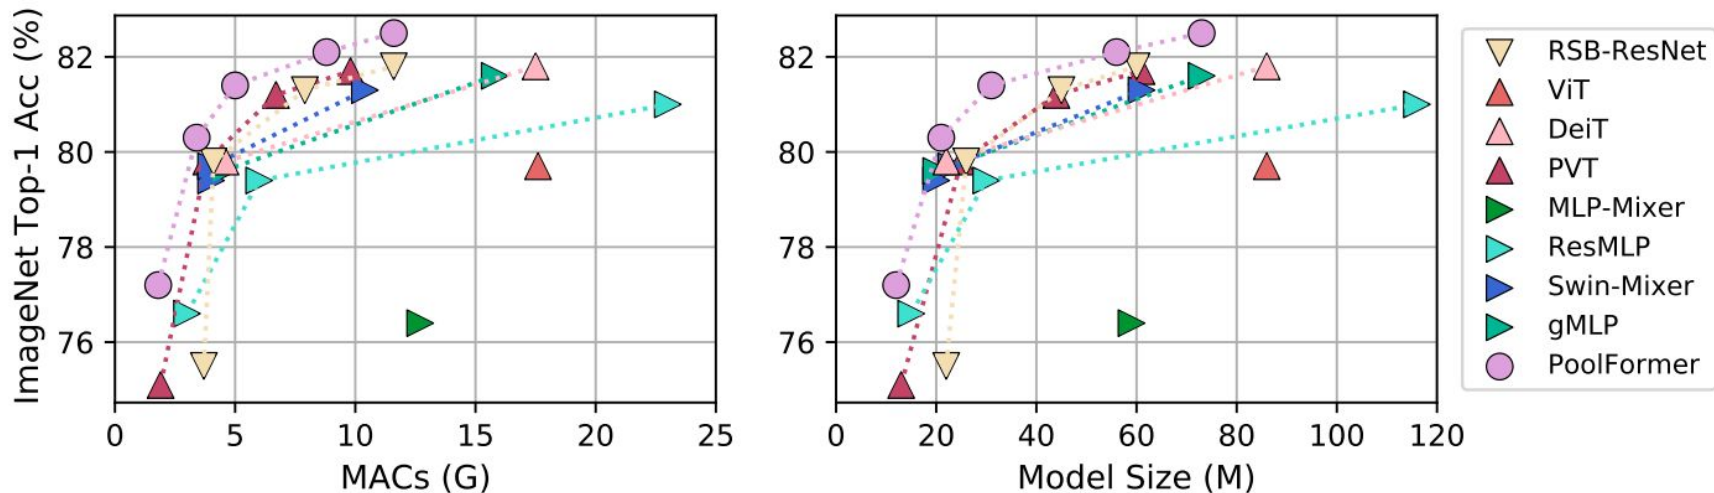 ImageNet Top-1 Acc (%)
82
80
78
76
0 5 10 15 20 25
MACs (G)
82
80
78
76
0 20 40 60 80 100 120
Model Size (M)
RSB-ResNet
ViT
DeiT
PVT
MLP-Mixer
ResMLP
Swin-Mixer
gMLP
PoolFormer